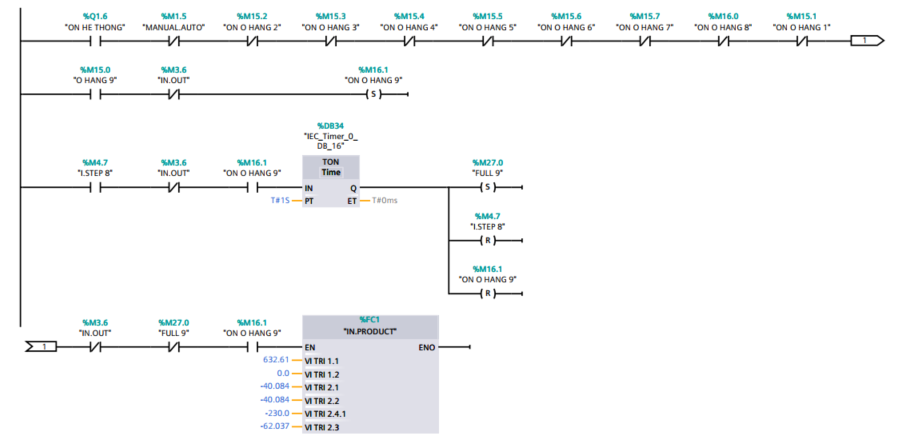 %Q1.6 %M1.5 %M15.2 %M15.3 %M15.4 %M15.5 %M15.6 %M15.7 %M16.0 %M15.1
"ON HE THONG" "MANUAL.AUTO" "ON O HANG 2" "ON O HANG 3" "ON O HANG 4" "ON O HANG 5" "ON O HANG 6" "ON O HANG 7" "ON O HANG 8" "ON O HANG 1"
1
%M15.0 %M3.6 %M16.1
"O HANG 9" "IN.OUT" "ON O HANG 9"
S
%DB34
"IEC_Timer_0_
DB_16"
%M4.7 %M3.6 %M16.1 TON %M27.0
"I.STEP 8" "IN.OUT" "ON O HANG 9" Time "FULL 9"
IN Q S
T#1S PT ET T#0ms
%M4.7
"I.STEP 8"
R
%M16.1
"ON O HANG 9"
R
%M3.6 %M27.0 %M16.1 %FC1
"IN.OUT" "FULL 9" "ON O HANG 9" "IN.PRODUCT"
1 EN ENO
632.61 VI TRI 1.1
0.0 VI TRI 1.2
-40.084 VI TRI 2.1
-40.084 VI TRI 2.2
-230.0 VI TRI 2.4.1
-62.037 VI TRI 2.3